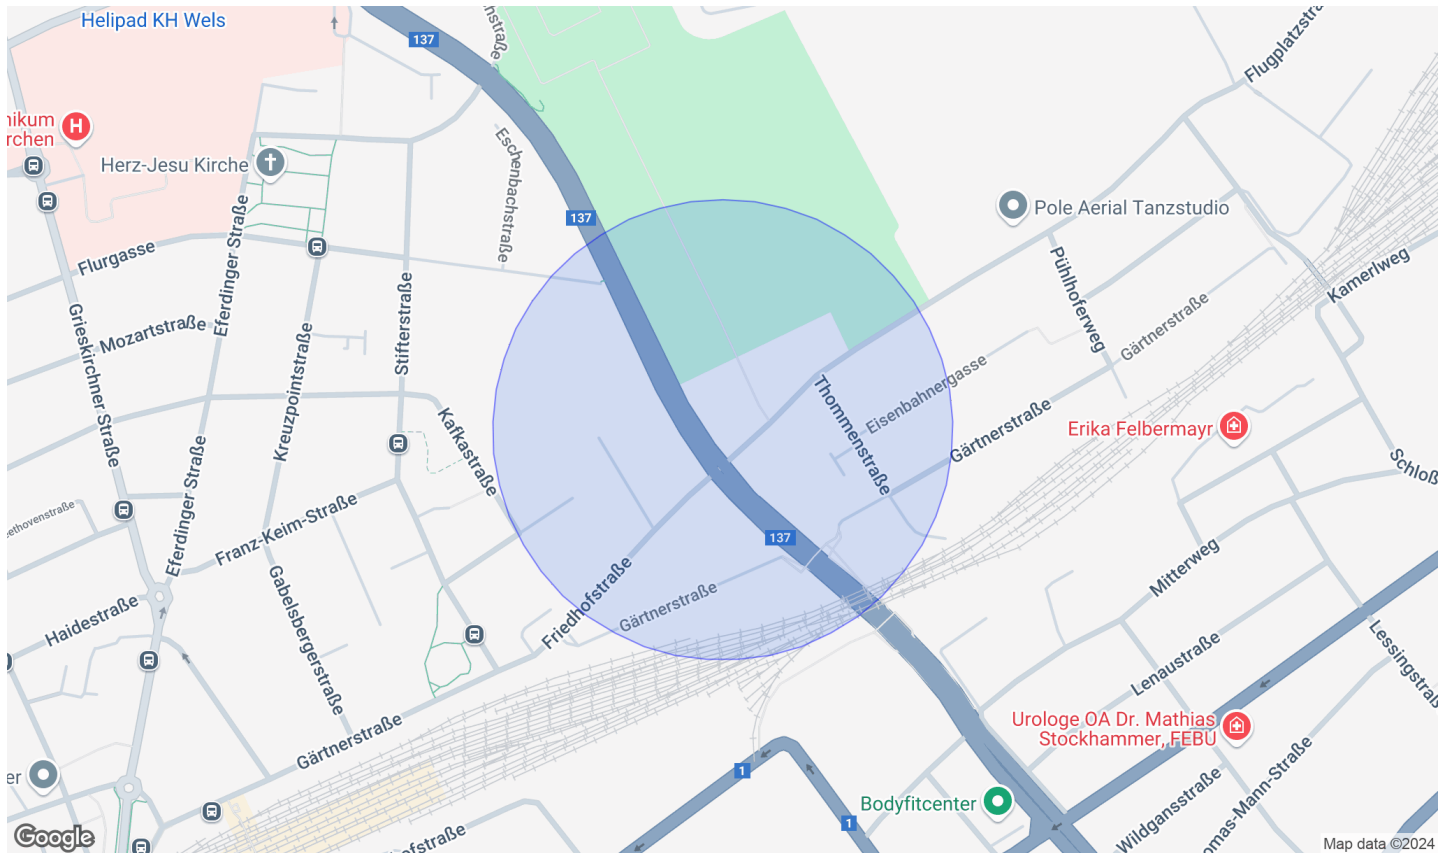 Helipad KH Wels
137
Flugplatzstr
nikum
rchen
H
Herz-Jesu Kirche
Eschenbachstraße
137
Pole Aerial Tanzstudio
Flurgasse
Eferdinger Straße
Stifterstraße
Pühlhoferweg
Kamerlweg
Grieskirchner Straße
Mozartstraße
Kreuzpointstraße
Gärtnerstraße
Thommenstraße
Eisenbahnergasse
Kafkastraße
Gärtnerstraße
Erika Felbermayr
Eferdinger Straße
Franz-Keim-Straße
Schloß
eethovenstraße
137
Mitterweg
Haidestraße
Gabelsbergerstraße
Friedhofstraße
Gärtnerstraße
Lenaustraße
Lessingstraß
Gärtnerstraße
Urologe OA Dr. Mathias
Stockhammer, FEBU
er
1
Bodyfitcenter
1
Wildgansstraße
omas-Mann-Straße
ofstraße
Google
Map data ©2024